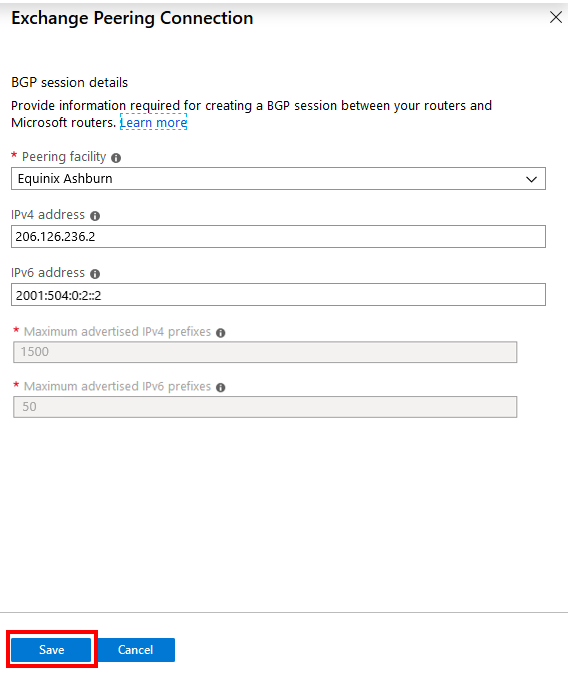 Exchange Peering Connection
BGP session details
Provide information required for creating a BGP session between your routers and
Microsoft routers. Learn more
* Peering facility
Equinix Ashburn
IPv4 address
206.126.236.2
IPv6 address
2001:504:0:2::2
* Maximum advertised IPv4 prefixes
1500
* Maximum advertised IPv6 prefixes
50
Save Cancel